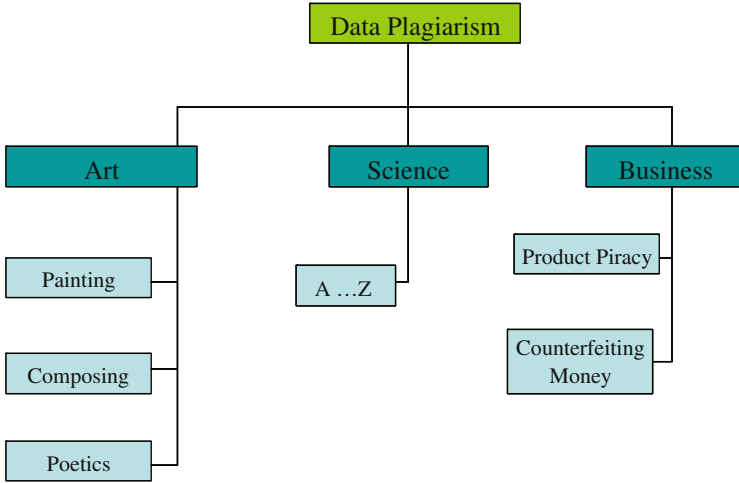 Data Plagiarism
Art
Science
Business
Painting
A …Z
Product Piracy
Composing
Counterfeiting
Money
Poetics